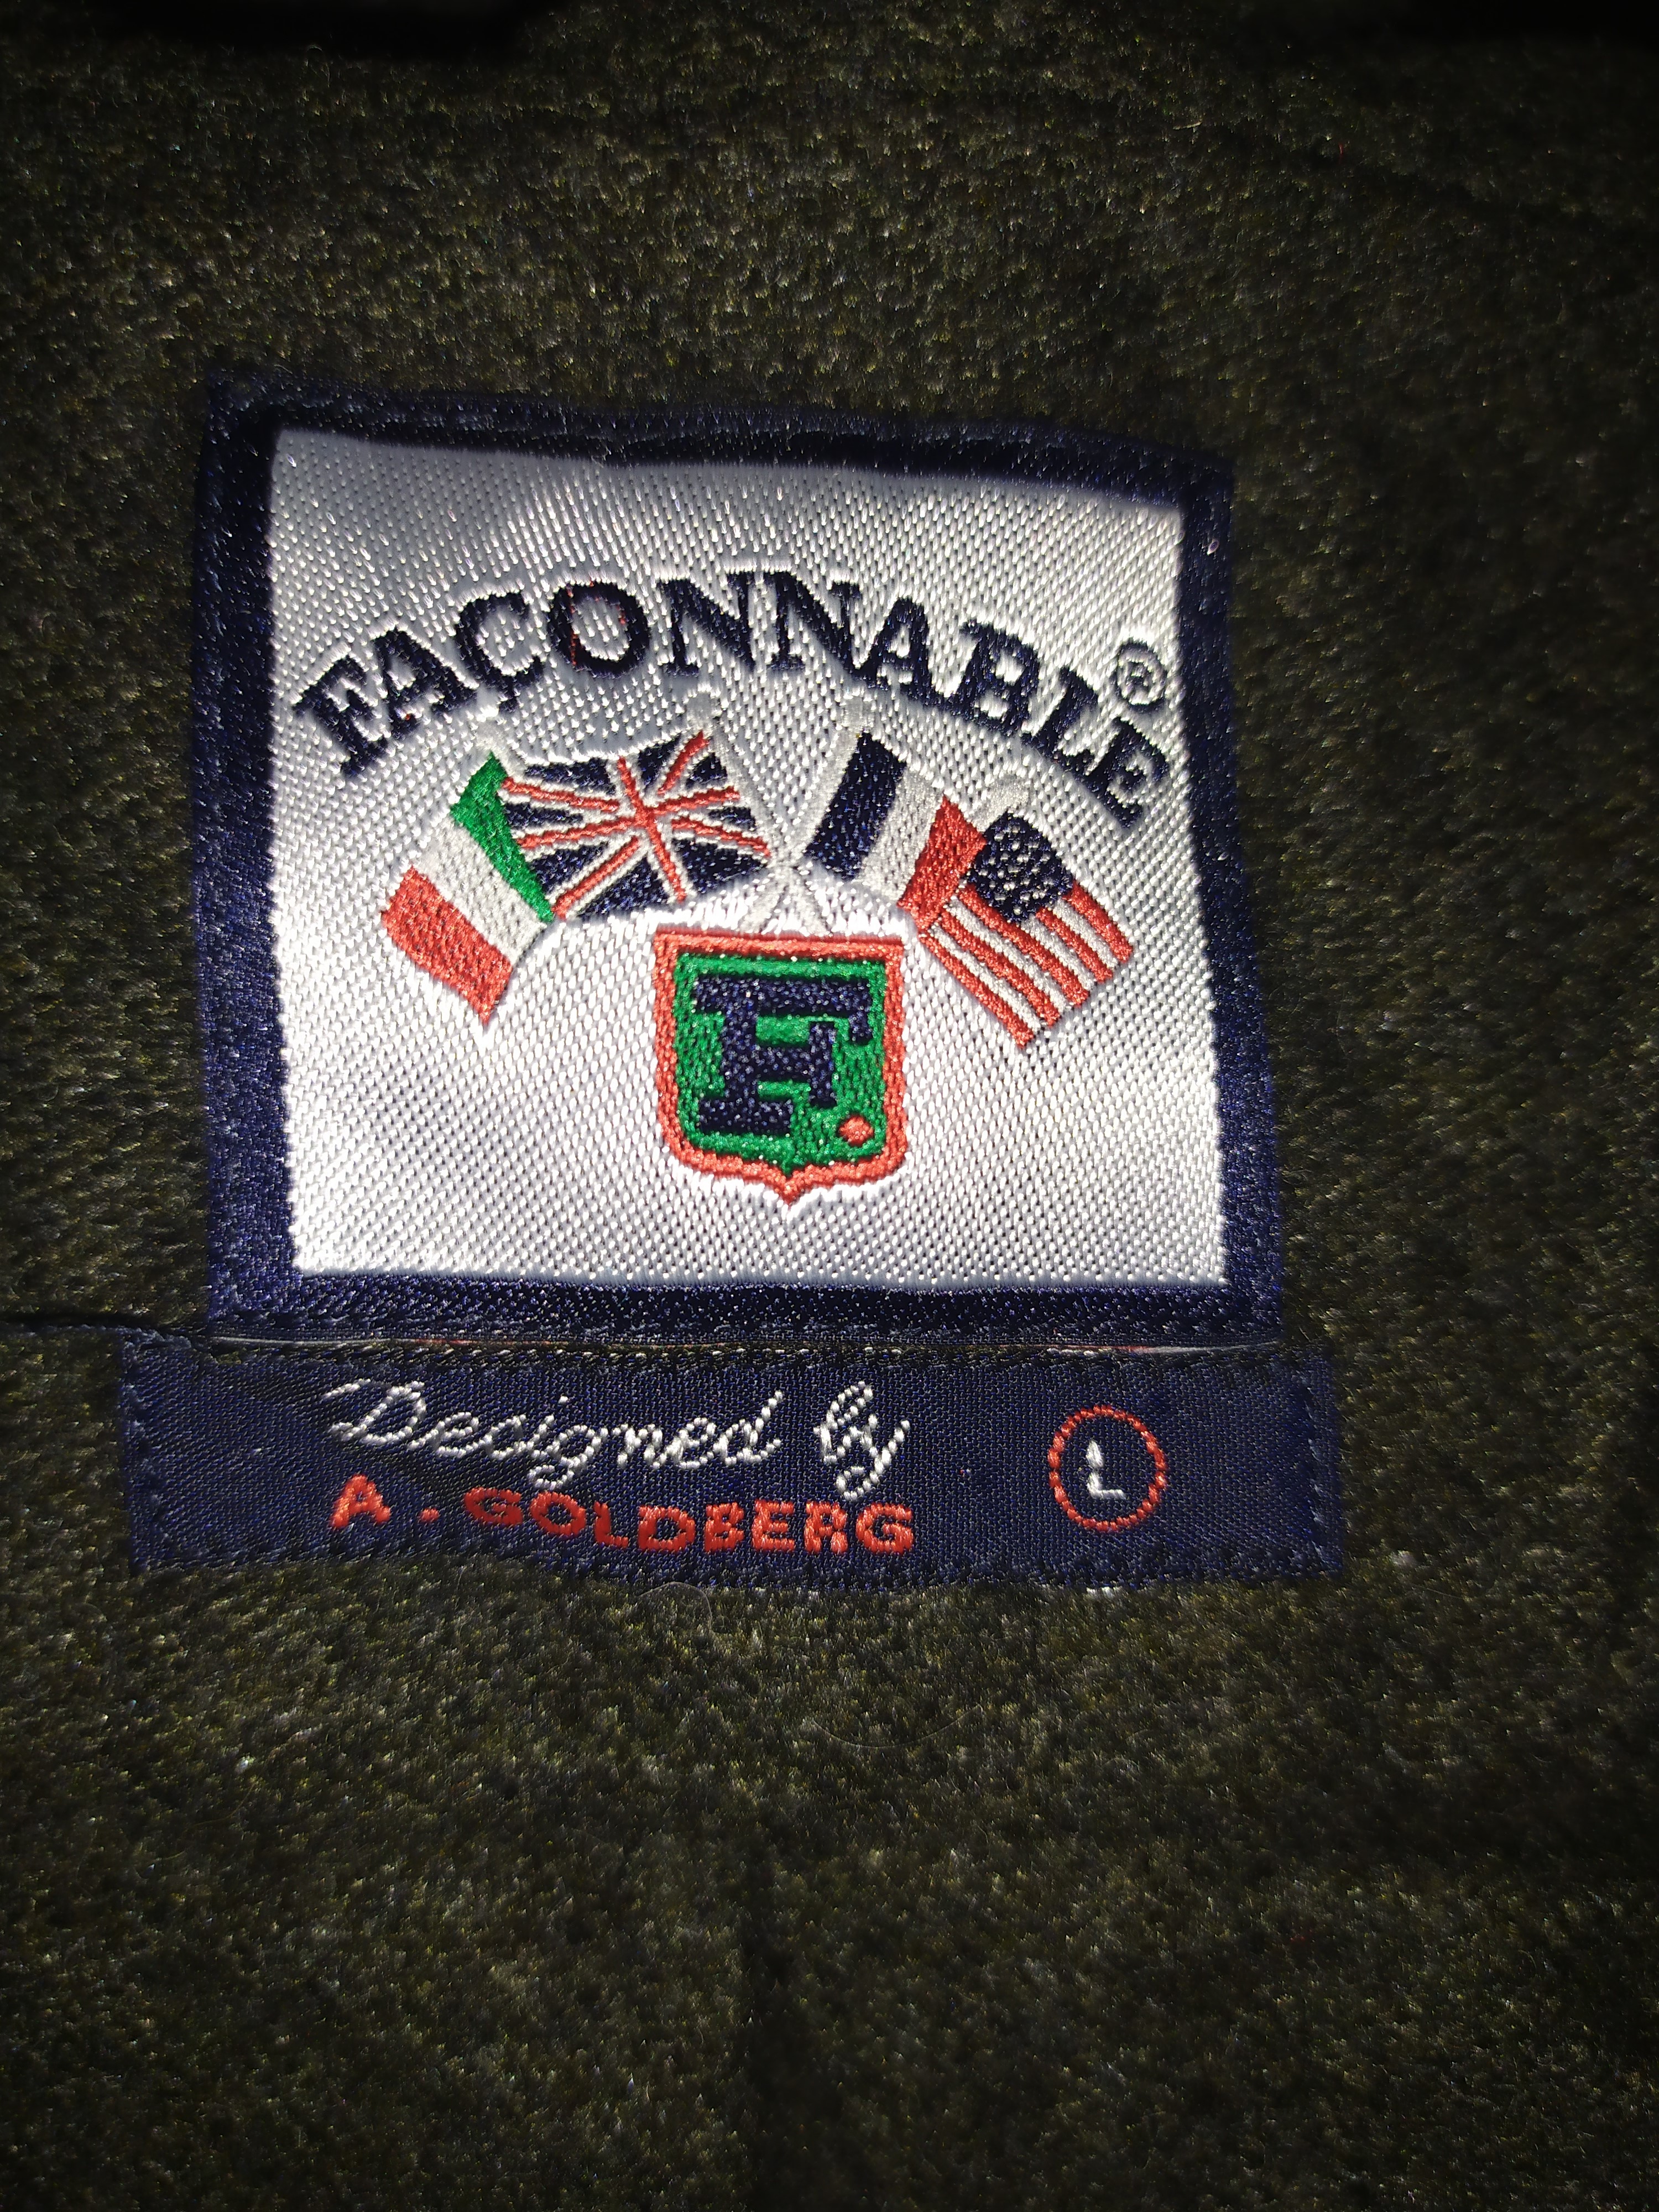 FAÇONNABLE®
F.
Designed by
A. GOLDBERG
L